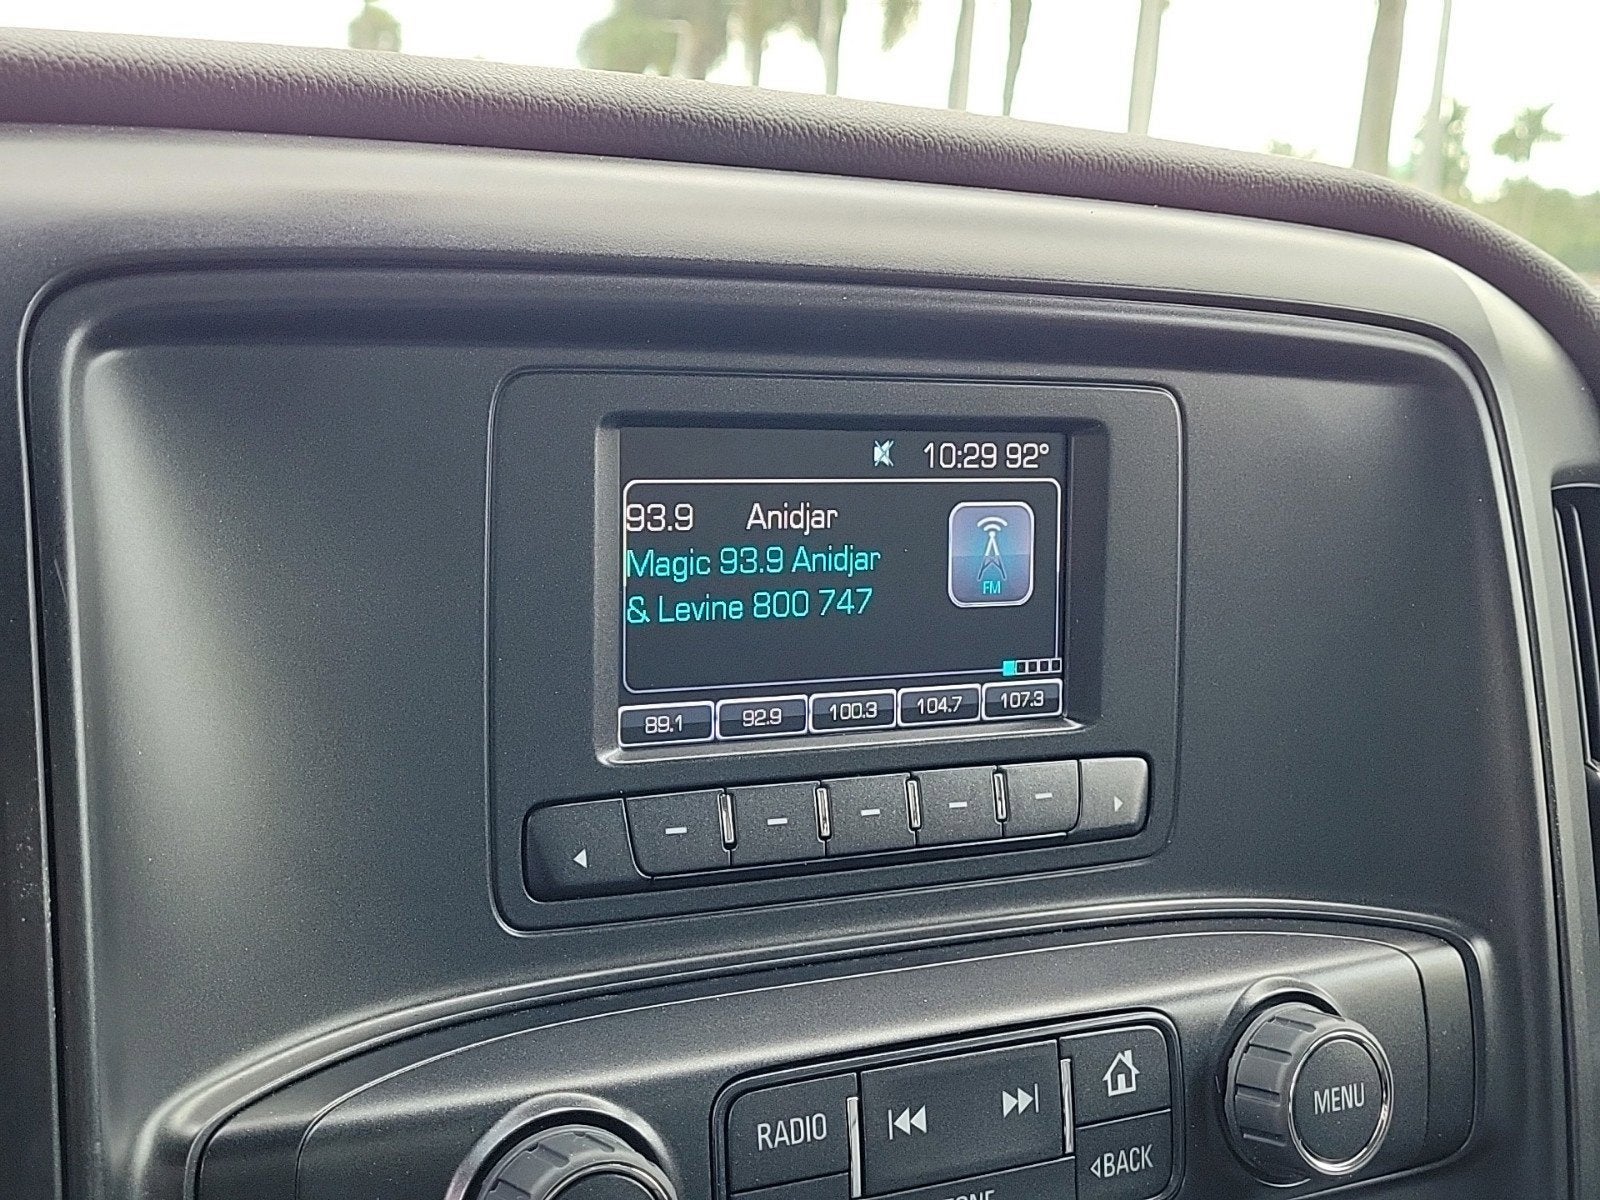 10:29 92°
93.9 Anidjar
Magic 93.9 Anidjar
& Levine 800 747
FM
89.1 92.9 100.3 104.7 107.3
RADIO
MENU
BACK